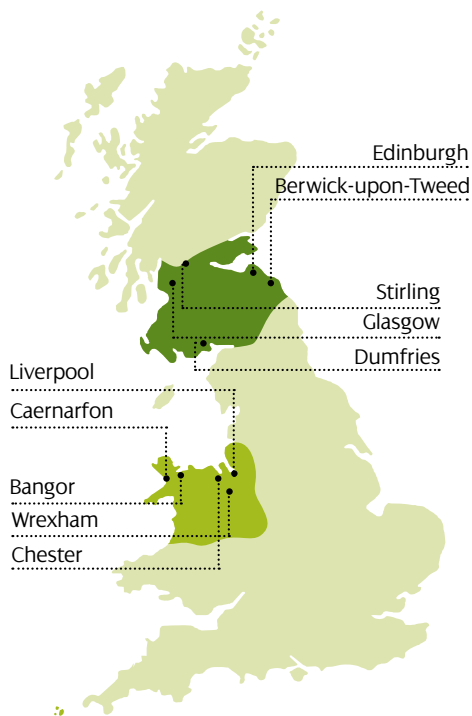 Edinburgh
Berwick-upon-Tweed
Stirling
Glasgow
Dumfries
Liverpool
Caernarfon
Bangor
Wrexham
Chester